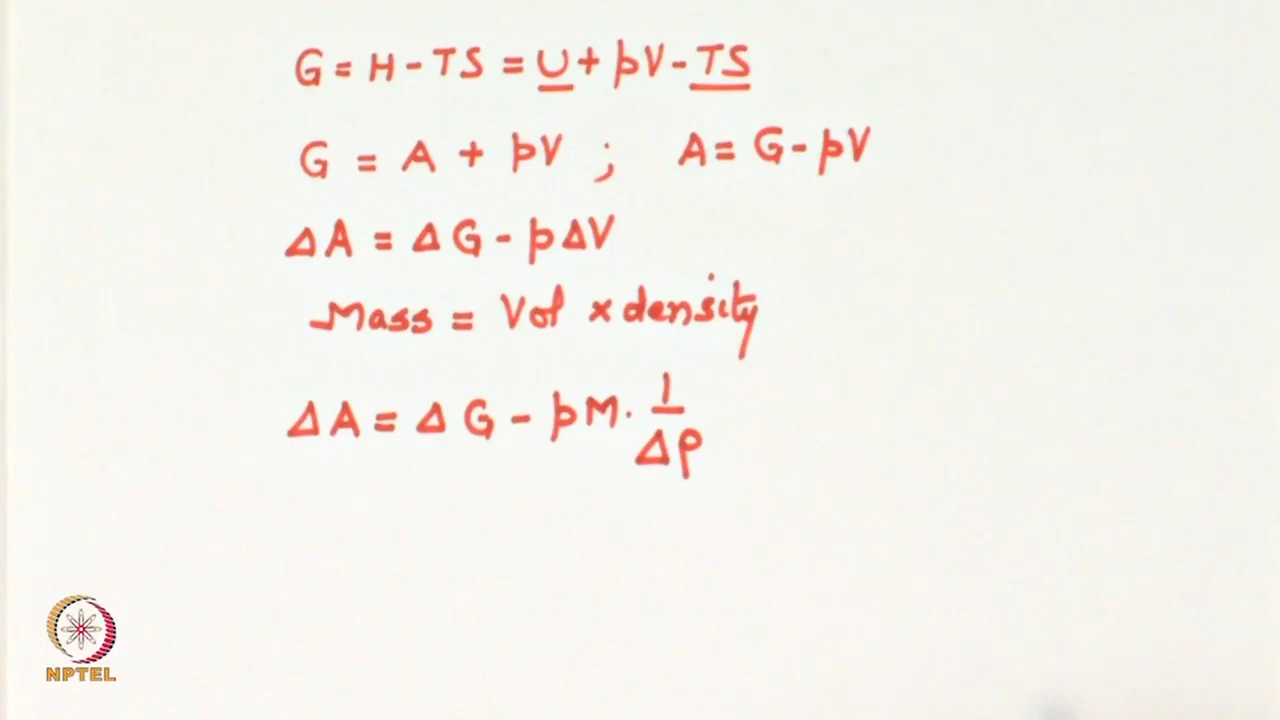 G = H - TS = U + pV - TS
G = A + pV ; A = G - pV
ΔA = ΔG - pΔV
Mass = Vol × density
ΔA = ΔG - pM · 1/Δρ
NPTEL